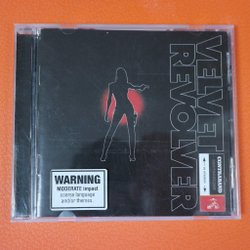 VELVET
REVOLVER
CONTRABAND
WARNING
MODERATE impact
coarse language
and/or themes